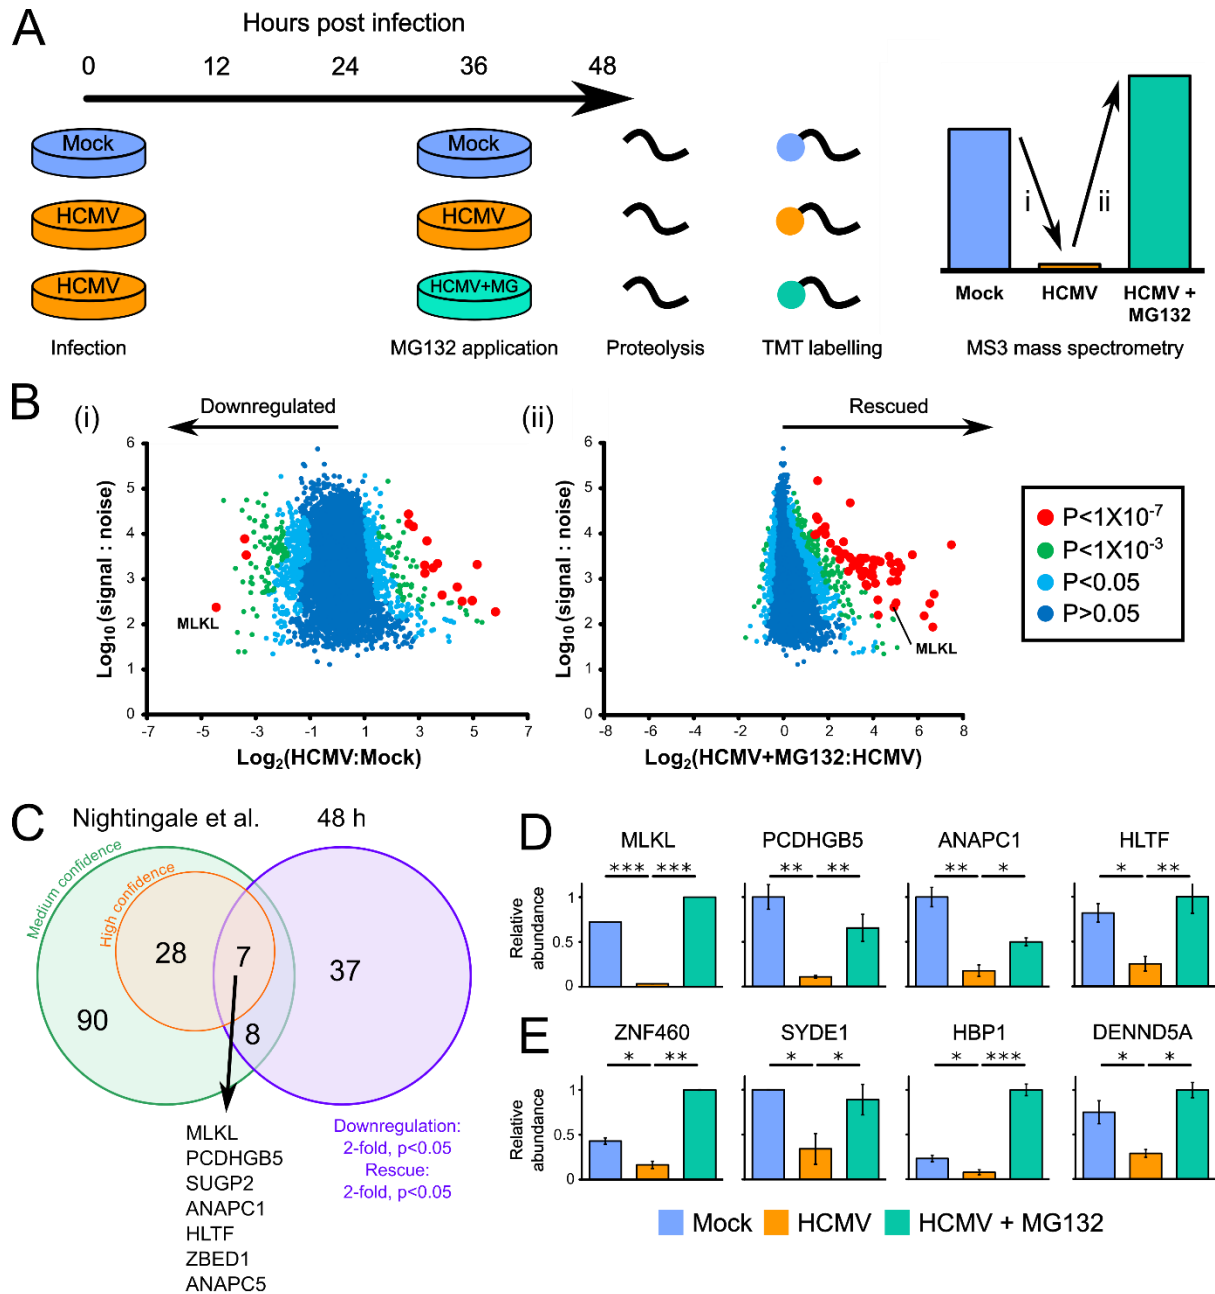 A
Hours post infection
0 12 24 36 48
Mock Mock
HCMV HCMV
HCMV HCMV+MG
Infection MG132 application Proteolysis TMT labelling
i ii
Mock HCMV HCMV + MG132
MS3 mass spectrometry
B
(i) Downregulated
Log10(signal : noise)
6
5
4
3
2
1
0
MLKL
-7 -5 -3 -1 1 3 5 7
Log2(HCMV:Mock)
(ii) Rescued
Log10(signal : noise)
6
5
4
3
2
1
0
MLKL
-8 -6 -4 -2 0 2 4 6 8
Log2(HCMV+MG132:HCMV)
P<1X10-7
P<1X10-3
P<0.05
P>0.05
C
Nightingale et al. 48 h
Medium confidence
High confidence
28 7 37
90 8
MLKL
PCDHGB5
SUGP2
ANAPC1
HLTF
ZBED1
ANAPC5
Downregulation:
2-fold, p<0.05
Rescue:
2-fold, p<0.05
D
MLKL PCDHGB5 ANAPC1 HLTF
*** *** ** ** ** * * **
Relative
abundance
1
0.5
0
E
ZNF460 SYDE1 HBP1 DENND5A
* ** * * * *** * *
Relative
abundance
1
0.5
0
Mock HCMV HCMV + MG132